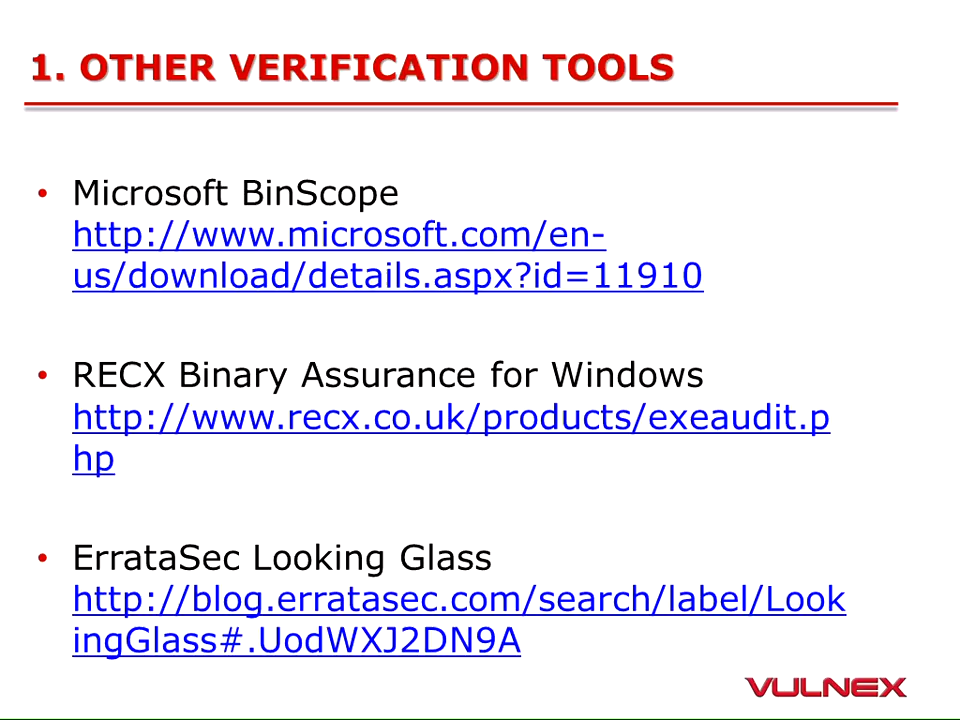 1. OTHER VERIFICATION TOOLS
• Microsoft BinScope
http://www.microsoft.com/en-
us/download/details.aspx?id=11910
• RECX Binary Assurance for Windows
http://www.recx.co.uk/products/exeaudit.p
hp
• ErrataSec Looking Glass
http://blog.erratasec.com/search/label/Look
ingGlass#.UodWXJ2DN9A
VULNEX